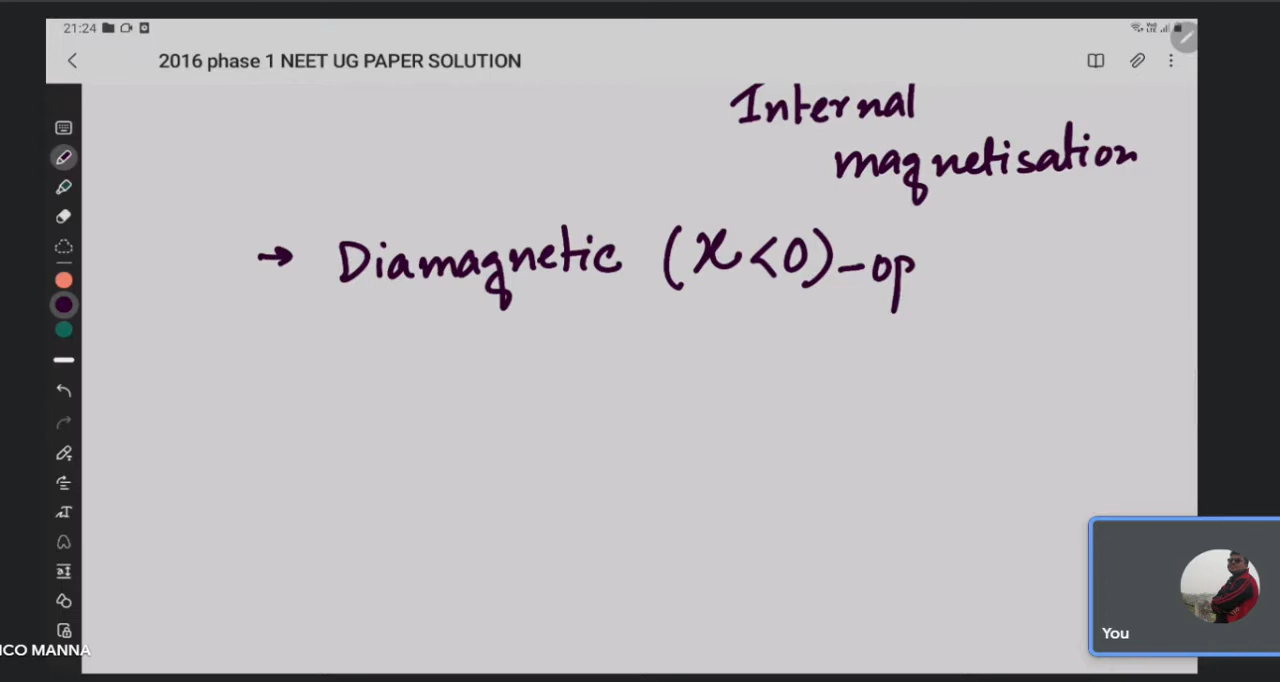 21:24
2016 phase 1 NEET UG PAPER SOLUTION
Internal
magnetisation
→ Diamagnetic (x<0)-op
You
ICO MANNA